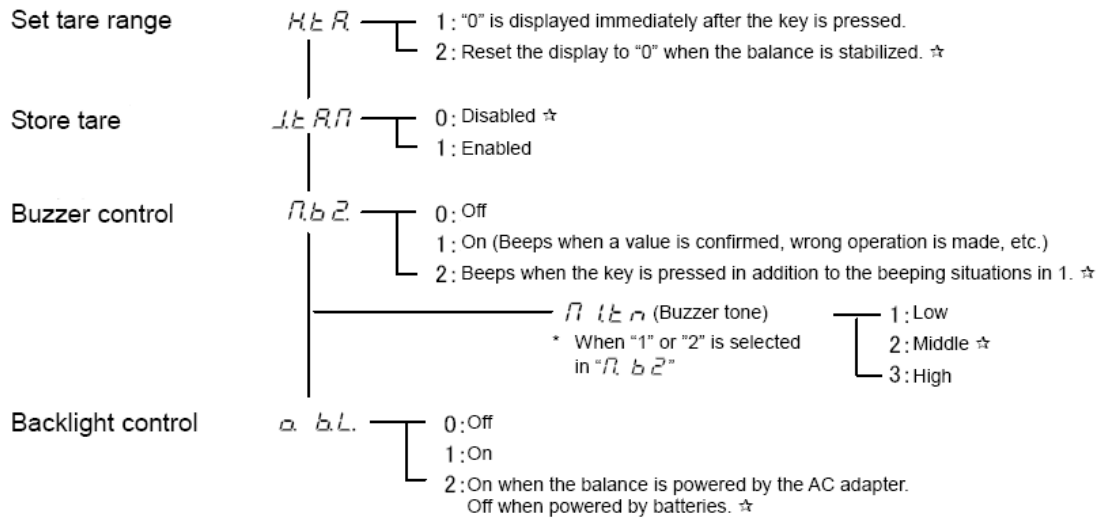 Set tare range H.t A. 1: "0" is displayed immediately after the key is pressed.
2: Reset the display to "0" when the balance is stabilized. ☆
Store tare J.t A.M 0: Disabled ☆
1: Enabled
Buzzer control M.b 2. 0: Off
1: On (Beeps when a value is confirmed, wrong operation is made, etc.)
2: Beeps when the key is pressed in addition to the beeping situations in 1. ☆
M 1.t n (Buzzer tone) 1: Low
* When "1" or "2" is selected 2: Middle ☆
in "M. b 2" 3: High
Backlight control o. b.L. 0: Off
1: On
2: On when the balance is powered by the AC adapter.
Off when powered by batteries. ☆